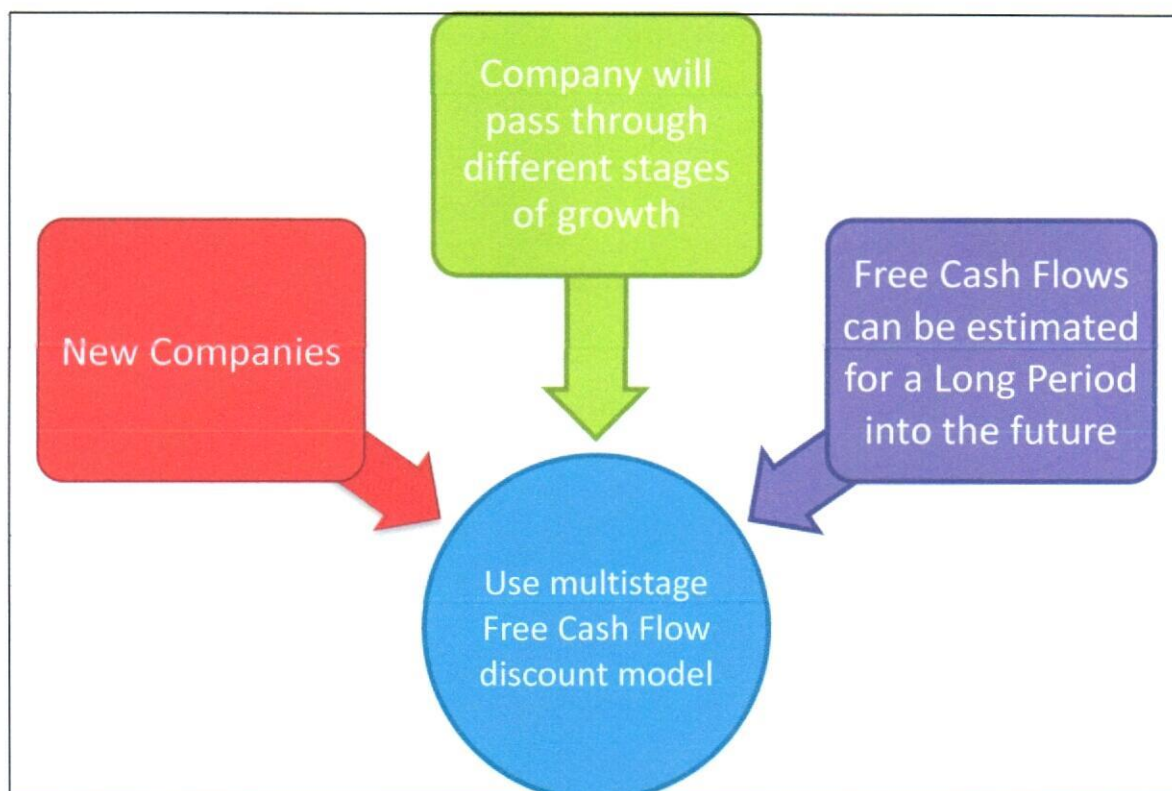 Company will
pass through
different stages
of growth
New Companies
Free Cash Flows
can be estimated
for a Long Period
into the future
Use multistage
Free Cash Flow
discount model